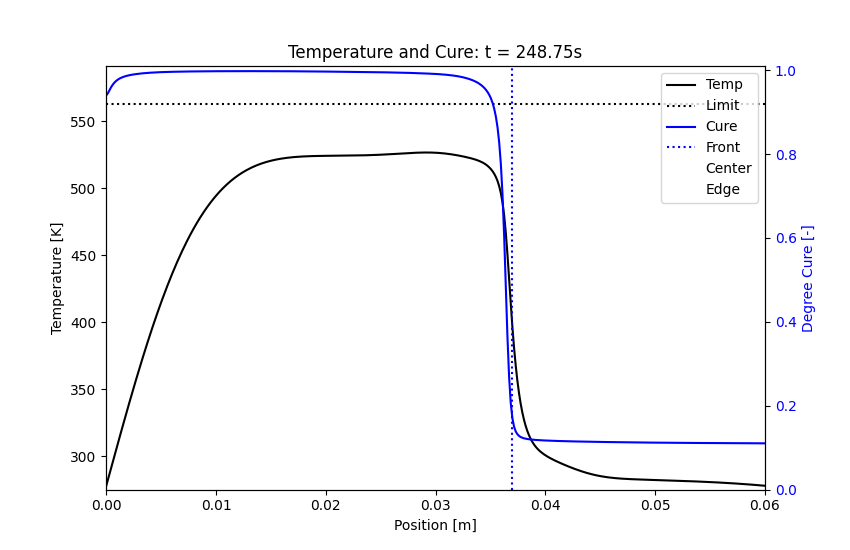 Temperature and Cure: t = 248.75s
Temp
Limit
Cure
Front
Center
Edge
Temperature [K]
550
500
450
400
350
300
Degree Cure [-]
1.0
0.8
0.6
0.4
0.2
0.0
0.00 0.01 0.02 0.03 0.04 0.05 0.06
Position [m]